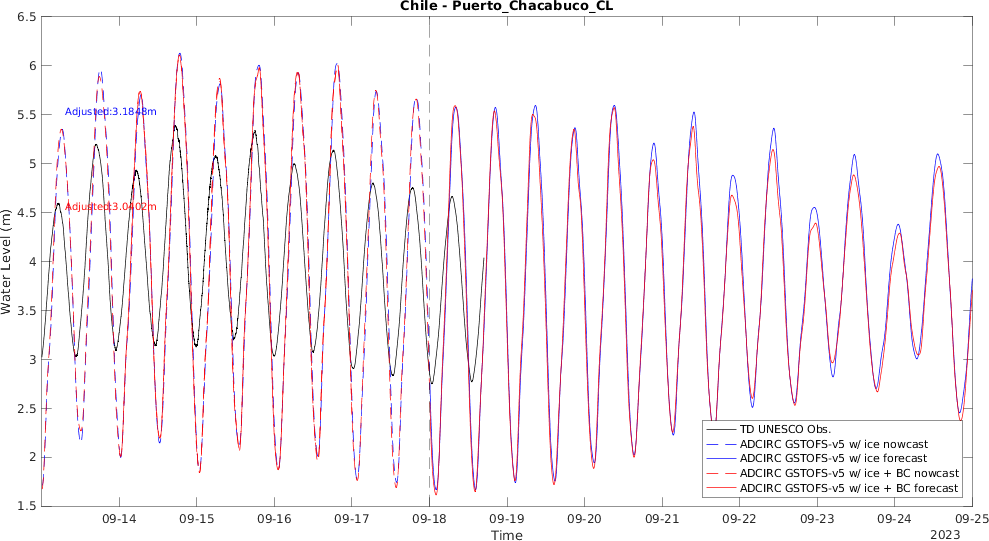 Chile - Puerto_Chacabuco_CL
6.5
6
5.5
5
4.5
4
3.5
3
2.5
2
1.5
Water Level (m)
Adjusted:3.1848m
Adjusted:3.0402m
TD UNESCO Obs.
ADCIRC GSTOFS-v5 w/ ice nowcast
ADCIRC GSTOFS-v5 w/ ice forecast
ADCIRC GSTOFS-v5 w/ ice + BC nowcast
ADCIRC GSTOFS-v5 w/ ice + BC forecast
09-14 09-15 09-16 09-17 09-18 09-19 09-20 09-21 09-22 09-23 09-24 09-25
Time
2023